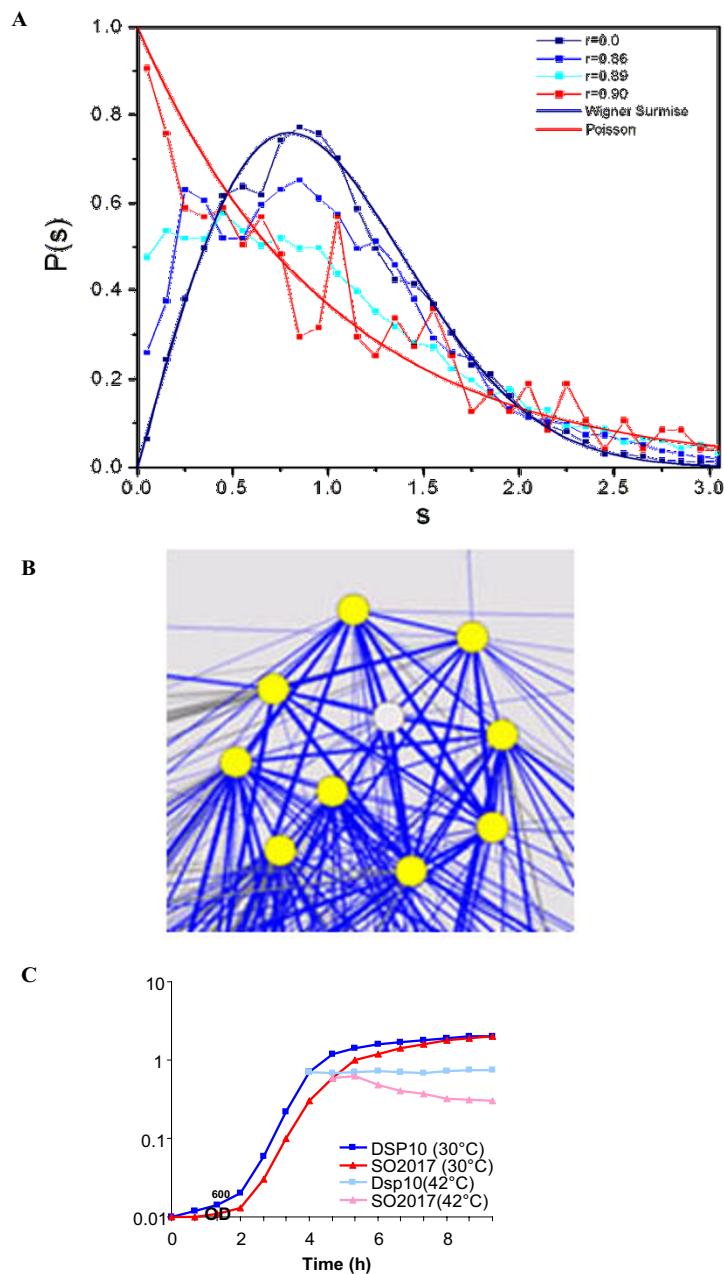 A
1.0
0.8
0.6
0.4
0.2
0.0
P(s)
0.0 0.5 1.0 1.5 2.0 2.5 3.0
s
r=0.0
r=0.86
r=0.89
r=0.90
Wigner Surmise
Poisson
B
C
10
1
0.1
0.01
600
OD
0 2 4 6 8
Time (h)
DSP10 (30°C)
SO2017 (30°C)
Dsp10(42°C)
SO2017(42°C)